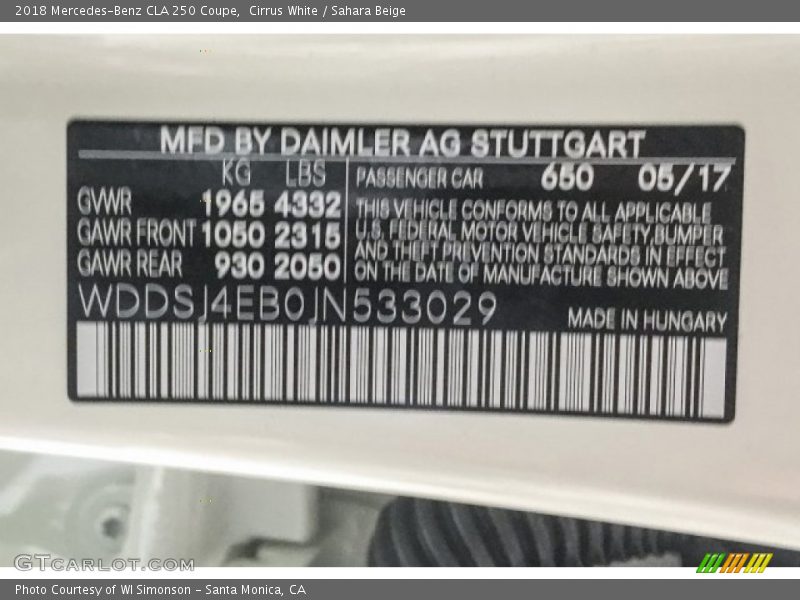 2018 Mercedes-Benz CLA 250 Coupe,  Cirrus White / Sahara Beige
MFD BY DAIMLER AG STUTTGART
KG LBS
GVWR 1965 4332
GAWR FRONT 1050 2315
GAWR REAR 930 2050
PASSENGER CAR 650 05/17
THIS VEHICLE CONFORMS TO ALL APPLICABLE
U.S. FEDERAL MOTOR VEHICLE SAFETY, BUMPER
AND THEFT PREVENTION STANDARDS IN EFFECT
ON THE DATE OF MANUFACTURE SHOWN ABOVE
WDDSJ4EB0JN533029
MADE IN HUNGARY
GTCarLot.com
Photo Courtesy of WI Simonson - Santa Monica, CA